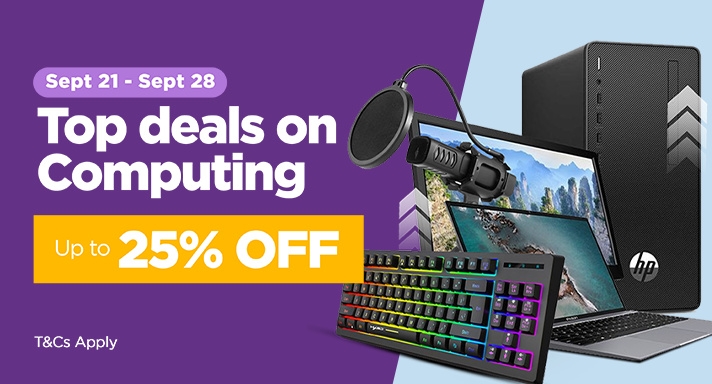 Sept 21 - Sept 28
Top deals on
Computing
Up to 25% OFF
T&Cs Apply
hp